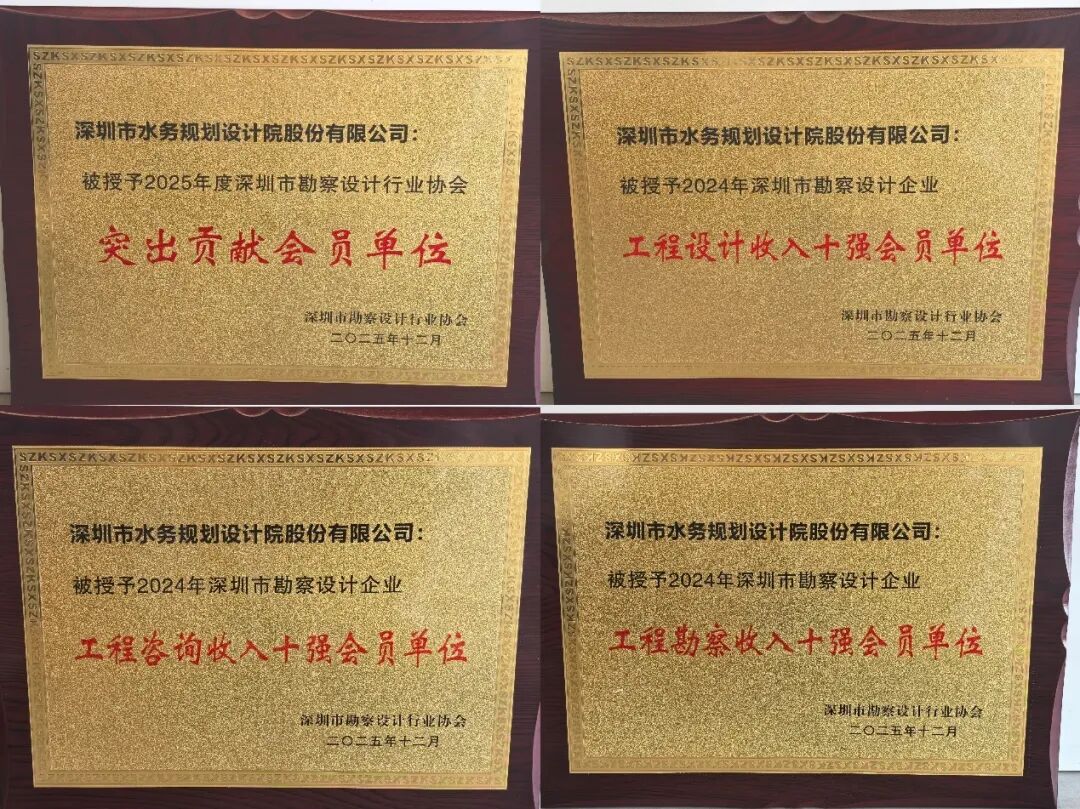 SZKSXSZKSXSZKSXSZKSXSZKSXSZKSXSZKSX
深圳市水务规划设计院股份有限公司：
被授予2025年度深圳市勘察设计行业协会
突出贡献会员单位
深圳市勘察设计行业协会
二〇二五年十二月
深圳市水务规划设计院股份有限公司：
被授予2024年深圳市勘察设计企业
工程设计收入十强会员单位
深圳市勘察设计行业协会
二〇二五年十二月
深圳市水务规划设计院股份有限公司：
被授予2024年深圳市勘察设计企业
工程咨询收入十强会员单位
深圳市勘察设计行业协会
二〇二五年十二月
深圳市水务规划设计院股份有限公司：
被授予2024年深圳市勘察设计企业
工程勘察收入十强会员单位
深圳市勘察设计行业协会
二〇二五年十二月